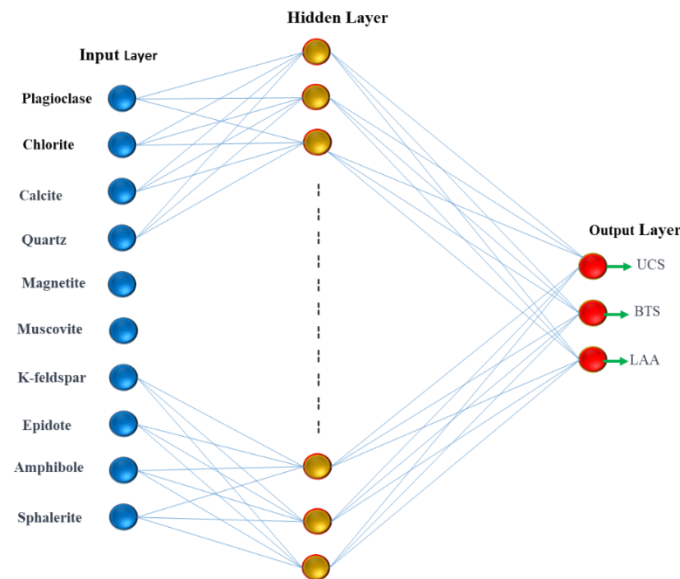 Hidden Layer
Input Layer
Plagioclase
Chlorite
Calcite
Quartz
Magnetite
Muscovite
K-feldspar
Epidote
Amphibole
Sphalerite
Output Layer
UCS
BTS
LAA